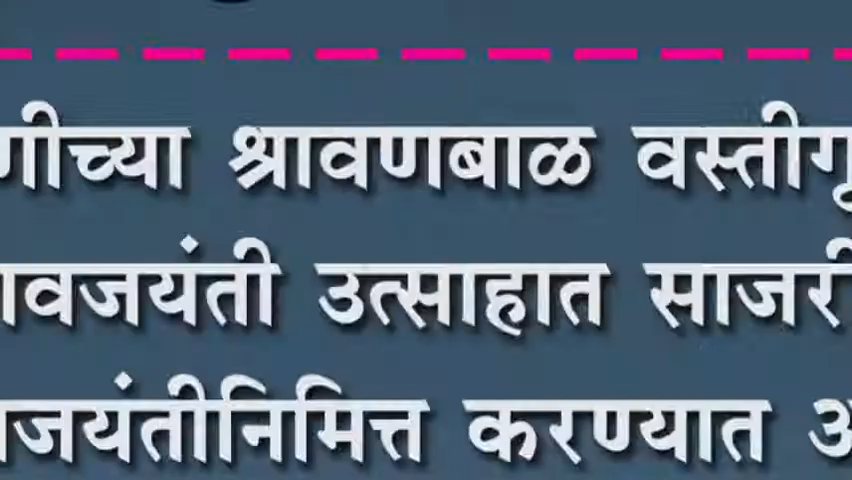 णीच्या श्रावणबाळ वस्तीगृ
ावजयंती उत्साहात साजरी
जयंतीनिमित्त करण्यात